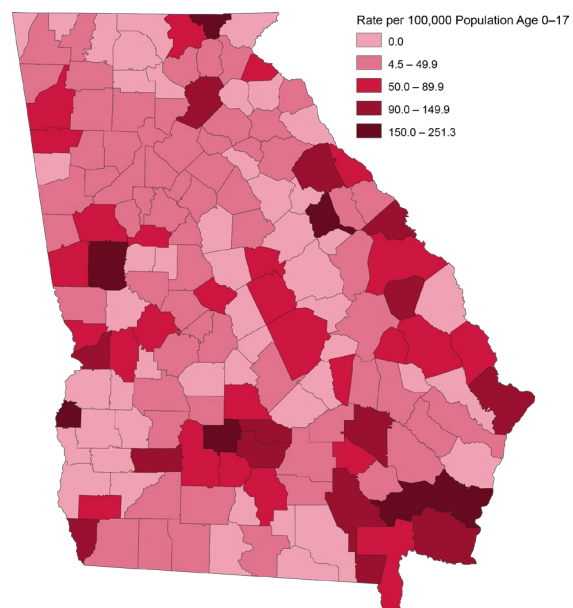 Rate per 100,000 Population Age 0–17
0.0
4.5 – 49.9
50.0 – 89.9
90.0 – 149.9
150.0 – 251.3